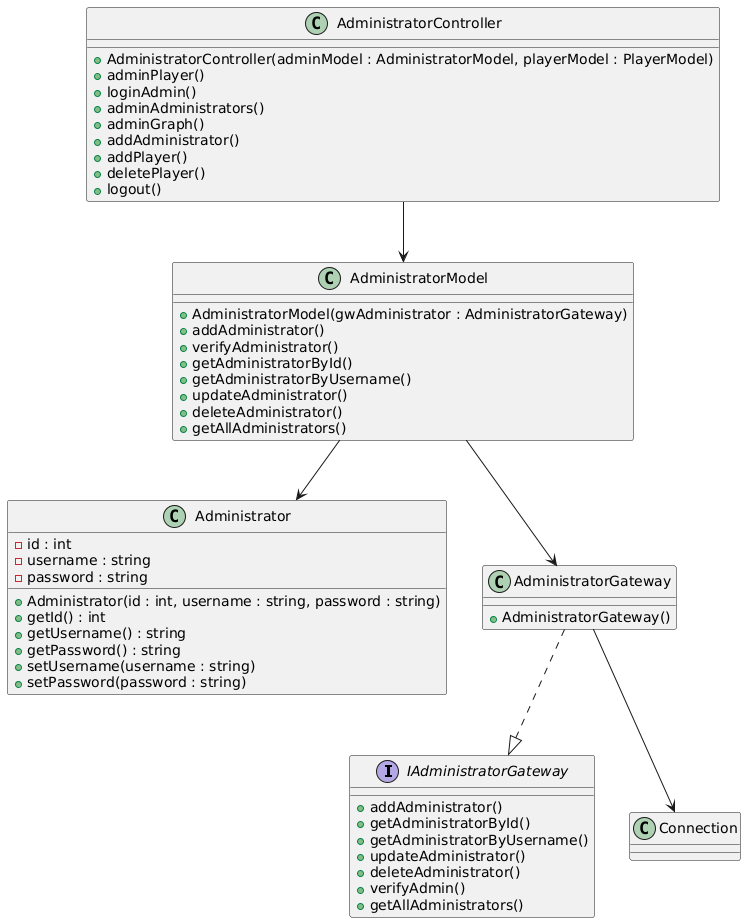 C AdministratorController
AdministratorController(adminModel : AdministratorModel, playerModel : PlayerModel)
adminPlayer()
loginAdmin()
adminAdministrators()
adminGraph()
addAdministrator()
addPlayer()
deletePlayer()
logout()
C AdministratorModel
AdministratorModel(gwAdministrator : AdministratorGateway)
addAdministrator()
verifyAdministrator()
getAdministratorById()
getAdministratorByUsername()
updateAdministrator()
deleteAdministrator()
getAllAdministrators()
C Administrator
id : int
username : string
password : string
Administrator(id : int, username : string, password : string)
getId() : int
getUsername() : string
getPassword() : string
setUsername(username : string)
setPassword(password : string)
C AdministratorGateway
AdministratorGateway()
I IAdministratorGateway
addAdministrator()
getAdministratorById()
getAdministratorByUsername()
updateAdministrator()
deleteAdministrator()
verifyAdmin()
getAllAdministrators()
C Connection